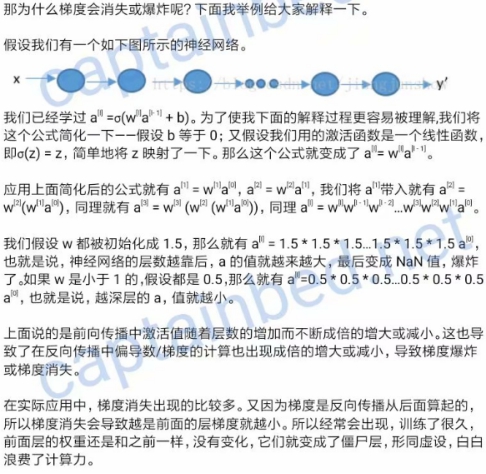 那为什么梯度会消失或爆炸呢?下面我举例给大家解释一下。
假设我们有一个如下图所示的神经网络。
x
y'
我们已经学过 a^[l] =σ(w^[l]a^[l-1] + b)。为了使我下面的解释过程更容易被理解,我们将
这个公式简化一下——假设 b 等于 0；又假设我们用的激活函数是一个线性函数，
即σ(z) = z，简单地将 z 映射了一下。那么这个公式就变成了 a^[l]= w^[l]a^[l-1]。
应用上面简化后的公式就有 a^[1] = w^[1]a^[0]，a^[2] = w^[2]a^[1]，我们将 a^[1]带入就有 a^[2] =
w^[2](w^[1]a^[0])，同理就有 a^[3] = w^[3] (w^[2] (w^[1]a^[0]))，同理 a^[l] = w^[l]w^[l-1]w^[l-2]...w^[3]w^[2]w^[1]a^[0]。
我们假设 w 都被初始化成 1.5，那么就有 a^[l] = 1.5 * 1.5 * 1.5...1.5 * 1.5 * 1.5 a^[0]，
也就是说，神经网络的层数越靠后，a 的值就越来越大，最后变成 NaN 值，爆炸
了。如果 w 是小于 1 的,假设都是 0.5,那么就有 a^[l]=0.5 * 0.5 * 0.5...0.5 * 0.5 * 0.5
a^[0]，也就是说，越深层的 a，值就越小。
上面说的是前向传播中激活值随着层数的增加而不断成倍的增大或减小。这也导
致了在反向传播中偏导数/梯度的计算也出现成倍的增大或减小，导致梯度爆炸
或梯度消失。
在实际应用中，梯度消失出现的比较多。又因为梯度是反向传播从后面算起的，
所以梯度消失会导致越是前面的层梯度就越小。所以经常会出现，训练了很久，
前面层的权重还是和之前一样，没有变化，它们就变成了僵尸层，形同虚设，白白
浪费了计算力。
captainbed.net